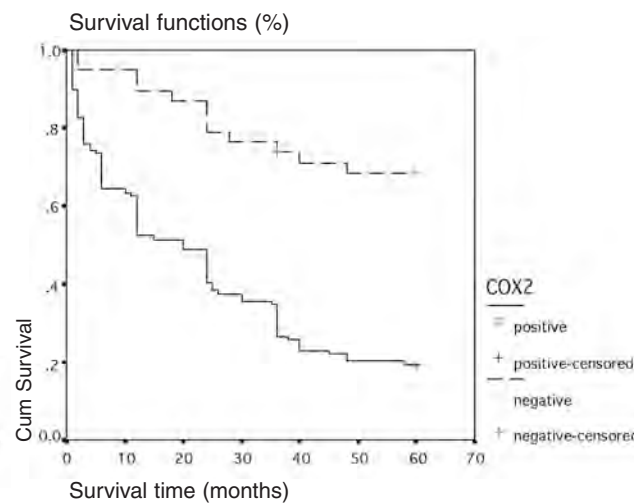 Survival functions (%)
1.0
.8
.6
.4
.2
0.0
Cum Survival
0 10 20 30 40 50 60 70
Survival time (months)
COX2
positive
positive-censored
negative
negative-censored